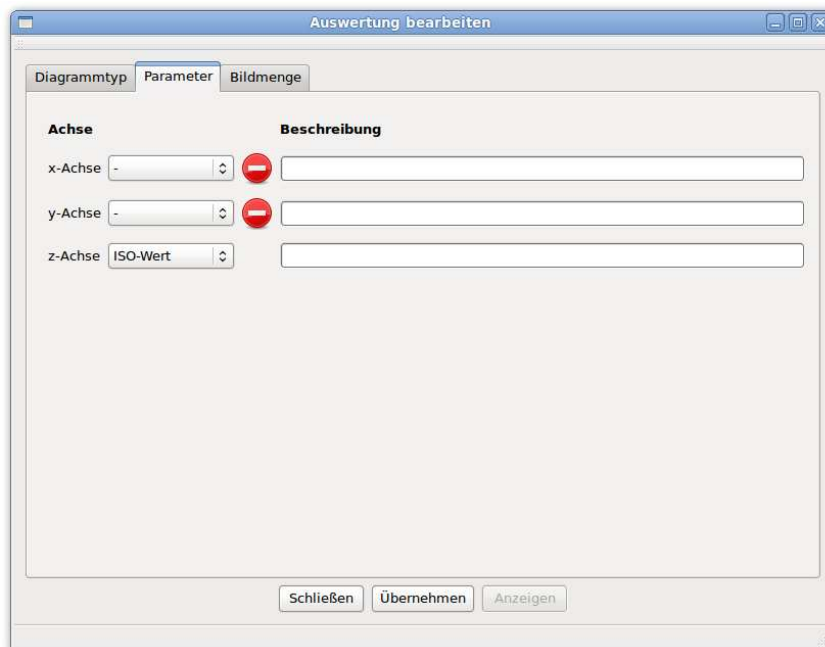 Auswertung bearbeiten
Diagrammtyp Parameter Bildmenge
Achse Beschreibung
x-Achse -
y-Achse -
z-Achse ISO-Wert
Schließen Übernehmen Anzeigen